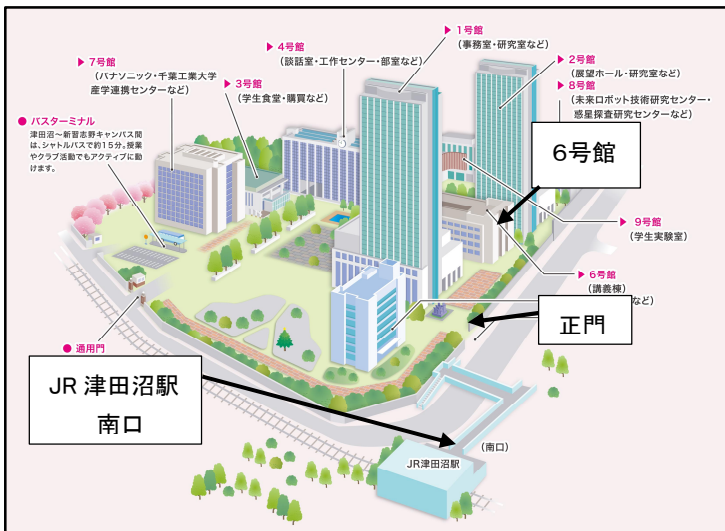 ▶ 1号館
(事務室・研究室など)
▶ 4号館
(談話室・工作センター・部室など)
▶ 2号館
(展望ホール・研究室など)
▶ 7号館
(パナソニック・千葉工業大学
産学連携センターなど)
▶ 3号館
(学生食堂・購買など)
▶ 8号館
(未来ロボット技術研究センター・
惑星探査研究センターなど)
● バスターミナル
津田沼〜新習志野キャンパス間
は、シャトルバスで約15分。授業
やクラブ活動でもアクティブに動
けます。
6号館
▶ 9号館
(学生実験室)
▶ 6号館
(講義棟)
など)
正門
● 通用門
JR 津田沼駅
南口
(南口)
JR津田沼駅